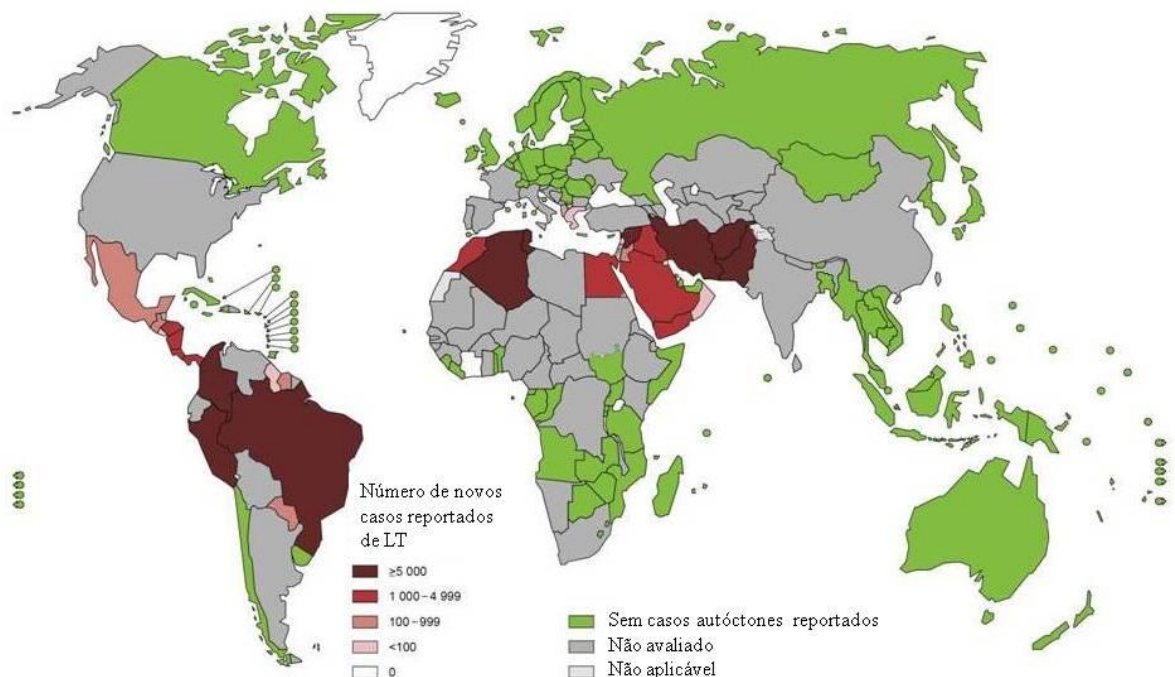 Número de novos
casos reportados
de LT
≥5 000
1 000–4 999
100–999
<100
0
Sem casos autóctones reportados
Não avaliado
Não aplicável